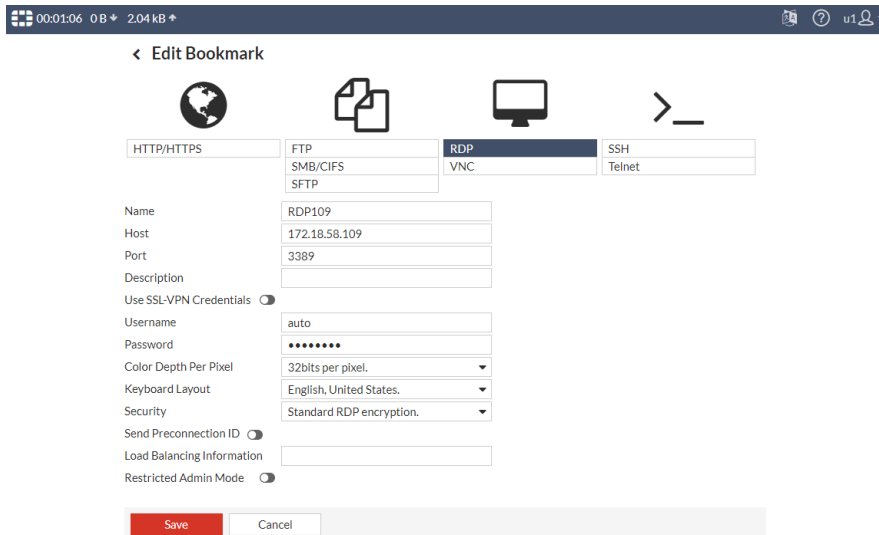 00:01:06 0 B 2.04 kB u1
Edit Bookmark
HTTP/HTTPS FTP RDP SSH
SMB/CIFS VNC Telnet
SFTP
Name RDP109
Host 172.18.58.109
Port 3389
Description
Use SSL-VPN Credentials
Username auto
Password ••••••••
Color Depth Per Pixel 32bits per pixel.
Keyboard Layout English, United States.
Security Standard RDP encryption.
Send Preconnection ID
Load Balancing Information
Restricted Admin Mode
Save Cancel